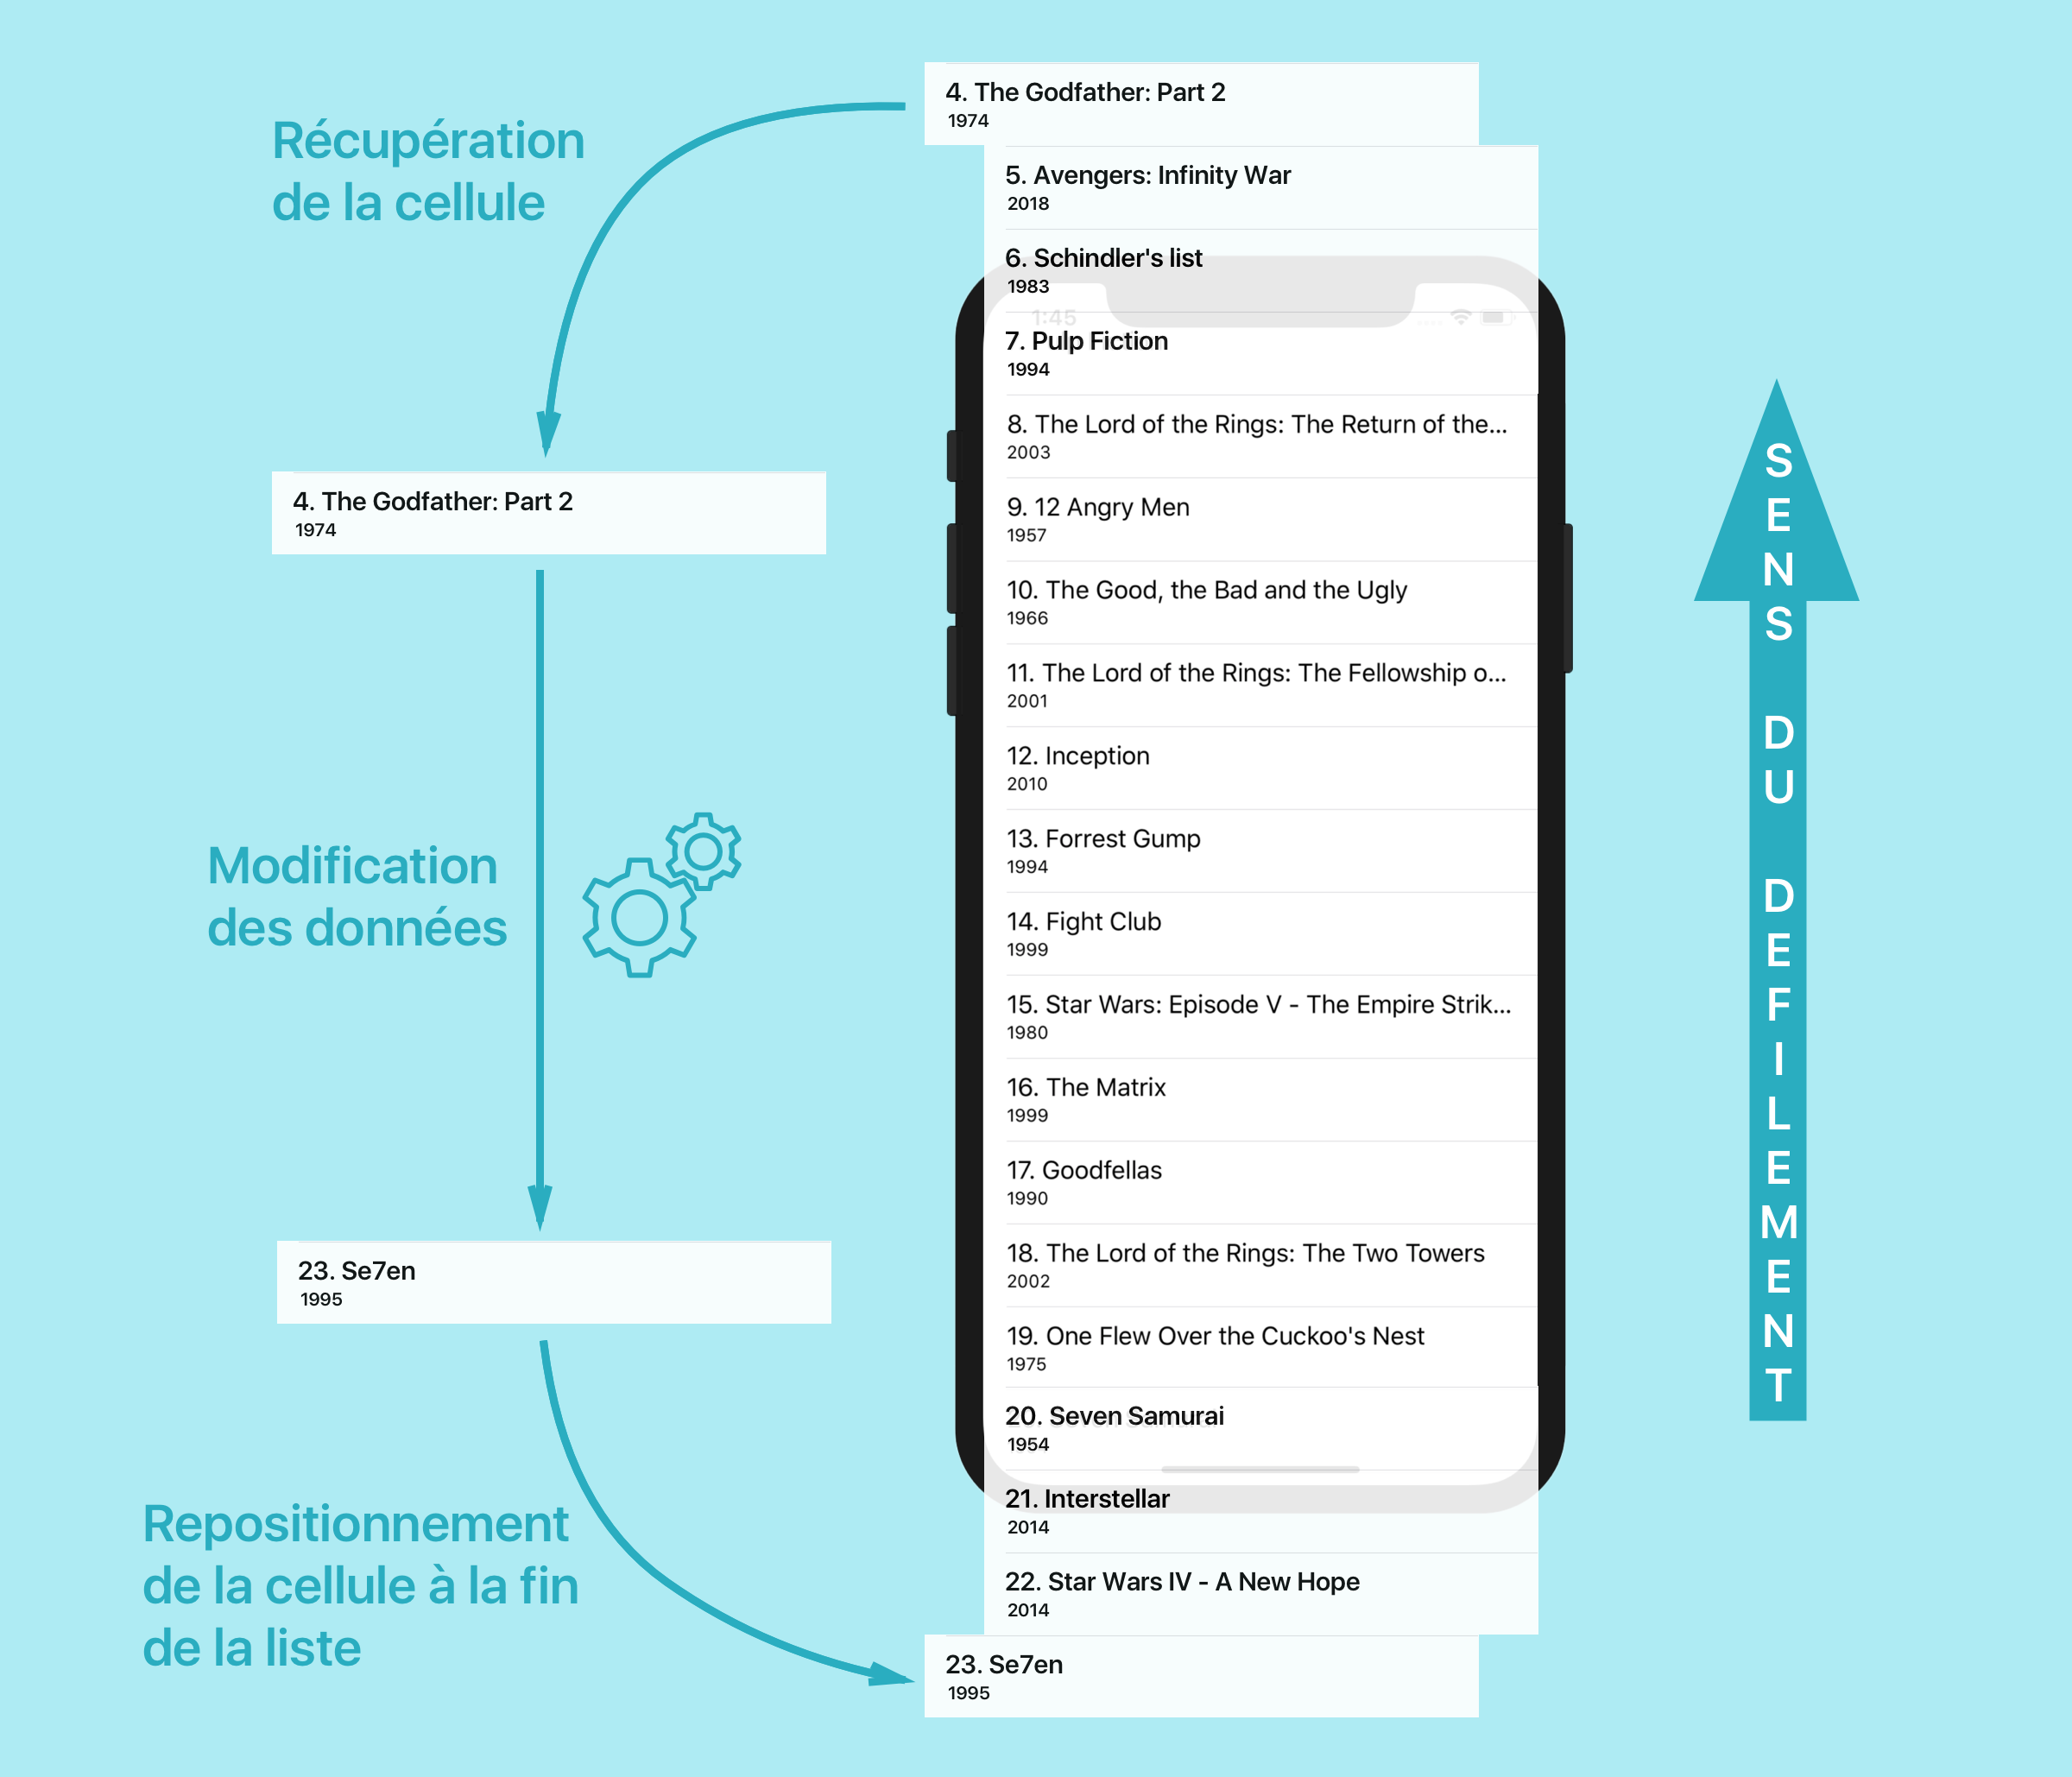 Récupération
de la cellule
4. The Godfather: Part 2
1974
Modification
des données
23. Se7en
1995
Repositionnement
de la cellule à la fin
de la liste
4. The Godfather: Part 2
1974
5. Avengers: Infinity War
2018
6. Schindler's list
1983
1:45
7. Pulp Fiction
1994
8. The Lord of the Rings: The Return of the...
2003
9. 12 Angry Men
1957
10. The Good, the Bad and the Ugly
1966
11. The Lord of the Rings: The Fellowship o...
2001
12. Inception
2010
13. Forrest Gump
1994
14. Fight Club
1999
15. Star Wars: Episode V - The Empire Strik...
1980
16. The Matrix
1999
17. Goodfellas
1990
18. The Lord of the Rings: The Two Towers
2002
19. One Flew Over the Cuckoo's Nest
1975
20. Seven Samurai
1954
21. Interstellar
2014
22. Star Wars IV - A New Hope
2014
23. Se7en
1995
SENS DU DEFILEMENT